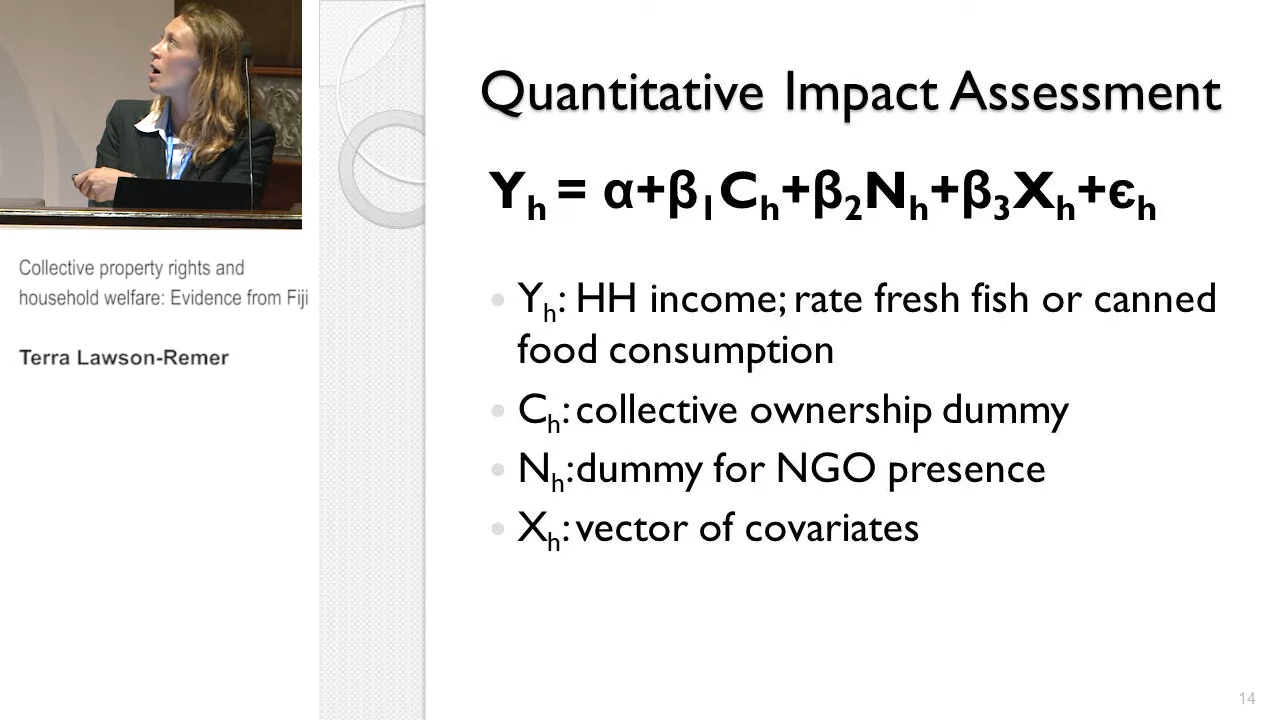 Quantitative Impact Assessment
Yh = α+β1Ch+β2Nh+β3Xh+єh
Yh: HH income; rate fresh fish or canned
food consumption
Ch: collective ownership dummy
Nh:dummy for NGO presence
Xh: vector of covariates
Collective property rights and
household welfare: Evidence from Fiji
Terra Lawson-Remer
14